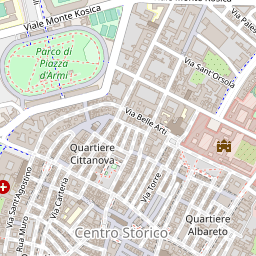 Viale Monte Kosica
Parco di
Piazza
d'Armi
Via Sant'Orsola
Via Belle Arti
Quartiere
Cittanova
Via Sant'Agostino
Via Carteria
Via Torre
Rua Muro
Centro Storico
Quartiere
Albareto